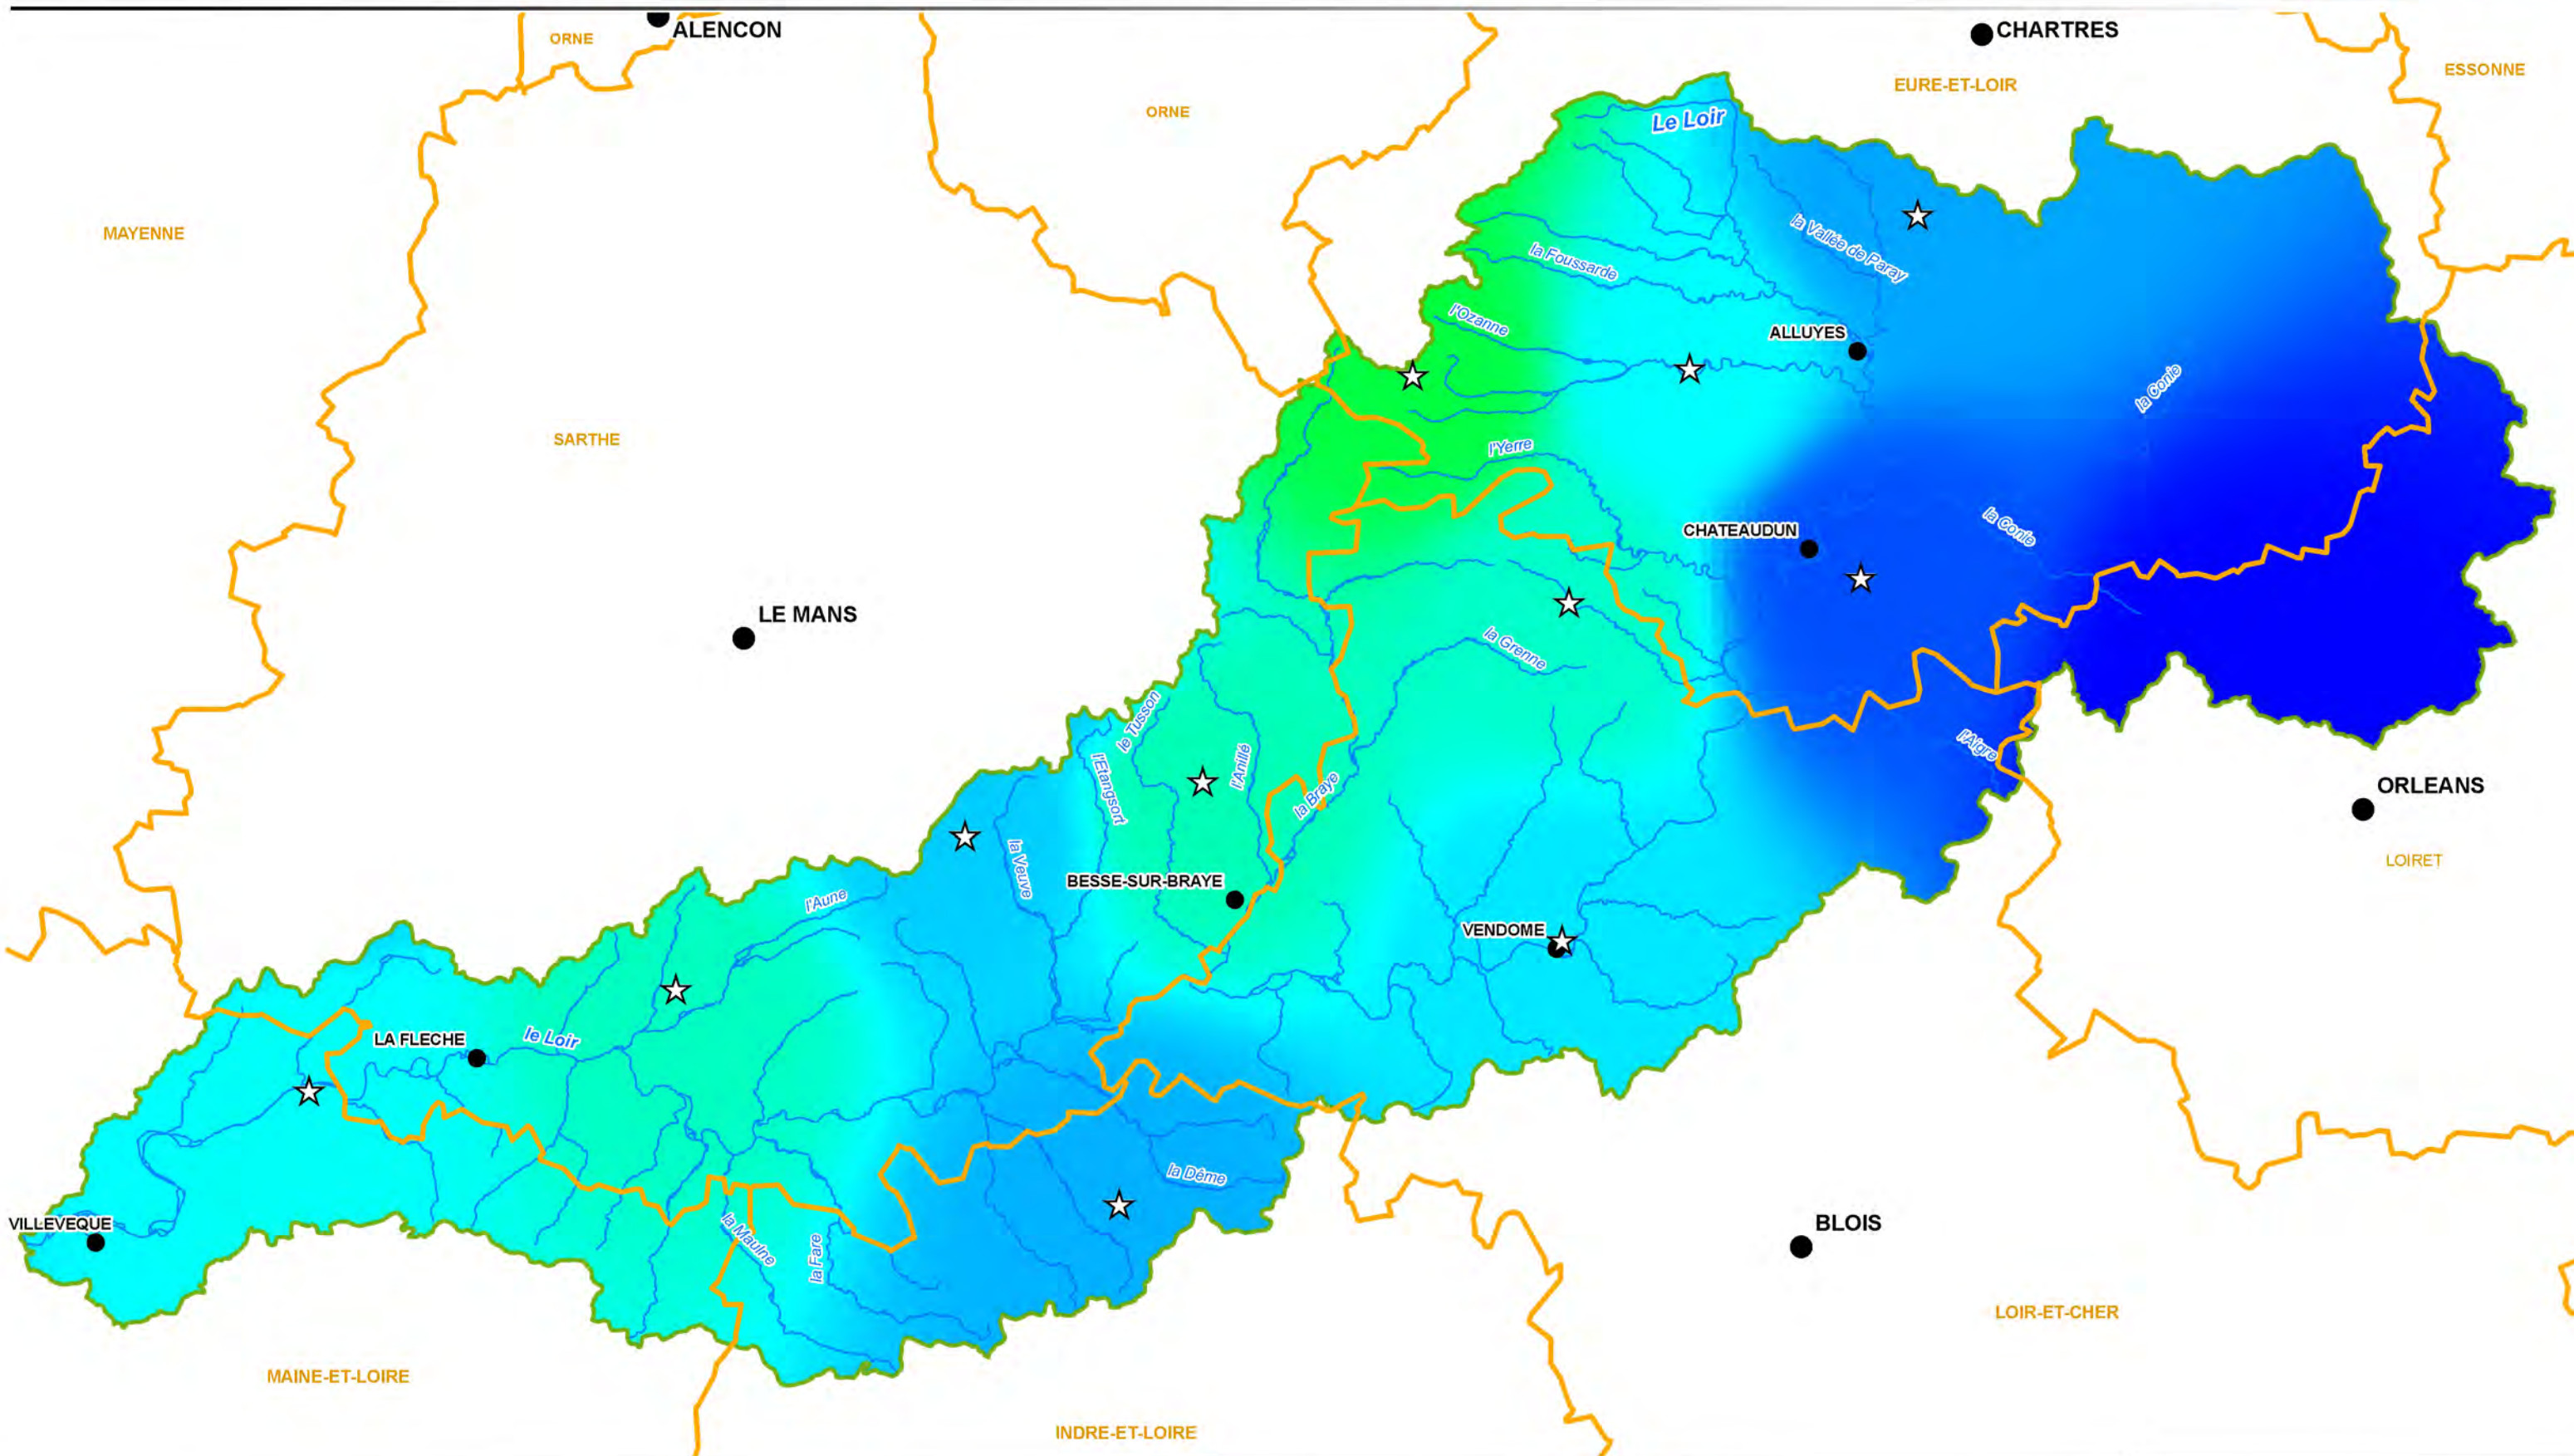 ALENCON
CHARTRES
ORNE
ESSONNE
EURE-ET-LOIR
ORNE
Le Loir
MAYENNE
la Vallée de Paray
la Foussarde
l'Ozanne
ALLUYES
la Conie
SARTHE
l'Yerre
CHATEAUDUN
la Conie
LE MANS
la Grenne
le Tusson
l'Etangsort
l'Anille
l'Aigre
la Braye
ORLEANS
LOIRET
la Veuve
BESSE-SUR-BRAYE
l'Aune
VENDOME
LA FLECHE
le Loir
la Dême
VILLEVEQUE
la Maulne
la Fare
BLOIS
LOIR-ET-CHER
MAINE-ET-LOIRE
INDRE-ET-LOIRE